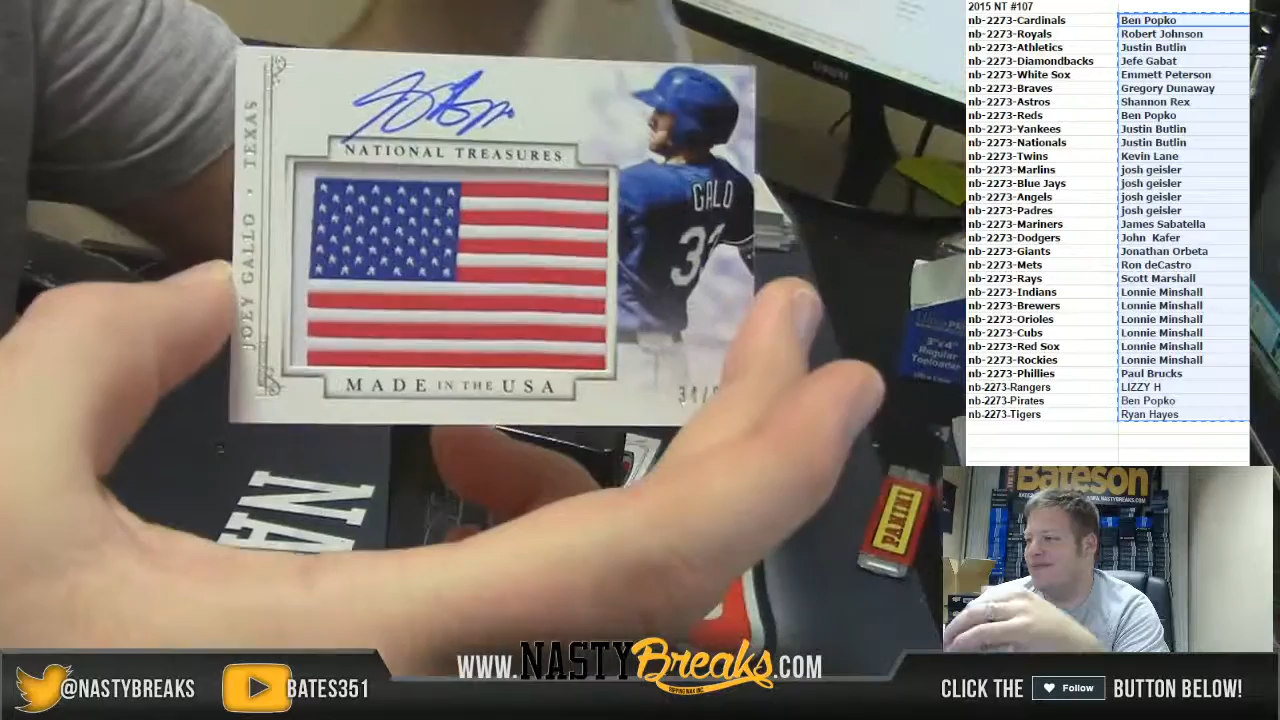 2015 NT #107
nb-2273-Cardinals Ben Popko
nb-2273-Royals Robert Johnson
nb-2273-Athletics Justin Butlin
nb-2273-Diamondbacks Jefe Gabat
nb-2273-White Sox Emmett Peterson
nb-2273-Braves Gregory Dunaway
nb-2273-Astros Shannon Rex
nb-2273-Reds Ben Popko
nb-2273-Yankees Justin Butlin
nb-2273-Nationals Justin Butlin
nb-2273-Twins Kevin Lane
nb-2273-Marlins josh geisler
nb-2273-Blue Jays josh geisler
nb-2273-Angels josh geisler
nb-2273-Padres josh geisler
nb-2273-Mariners James Sabatella
nb-2273-Dodgers John Kafer
nb-2273-Giants Jonathan Orbeta
nb-2273-Mets Ron deCastro
nb-2273-Rays Scott Marshall
nb-2273-Indians Lonnie Minshall
nb-2273-Brewers Lonnie Minshall
nb-2273-Orioles Lonnie Minshall
nb-2273-Cubs Lonnie Minshall
nb-2273-Red Sox Lonnie Minshall
nb-2273-Rockies Lonnie Minshall
nb-2273-Phillies Paul Brucks
nb-2273-Rangers LIZZY H
nb-2273-Pirates Ben Popko
nb-2273-Tigers Ryan Hayes
JOEY GALLO · TEXAS
NATIONAL TREASURES
MADE IN THE USA
3"x4"
Regular
Toploader
PANINI
Bateson
WWW.NASTYBREAKS.COM
@NASTYBREAKS
BATES351
WWW.NASTYBreaks.COM
CLICK THE Follow BUTTON BELOW!